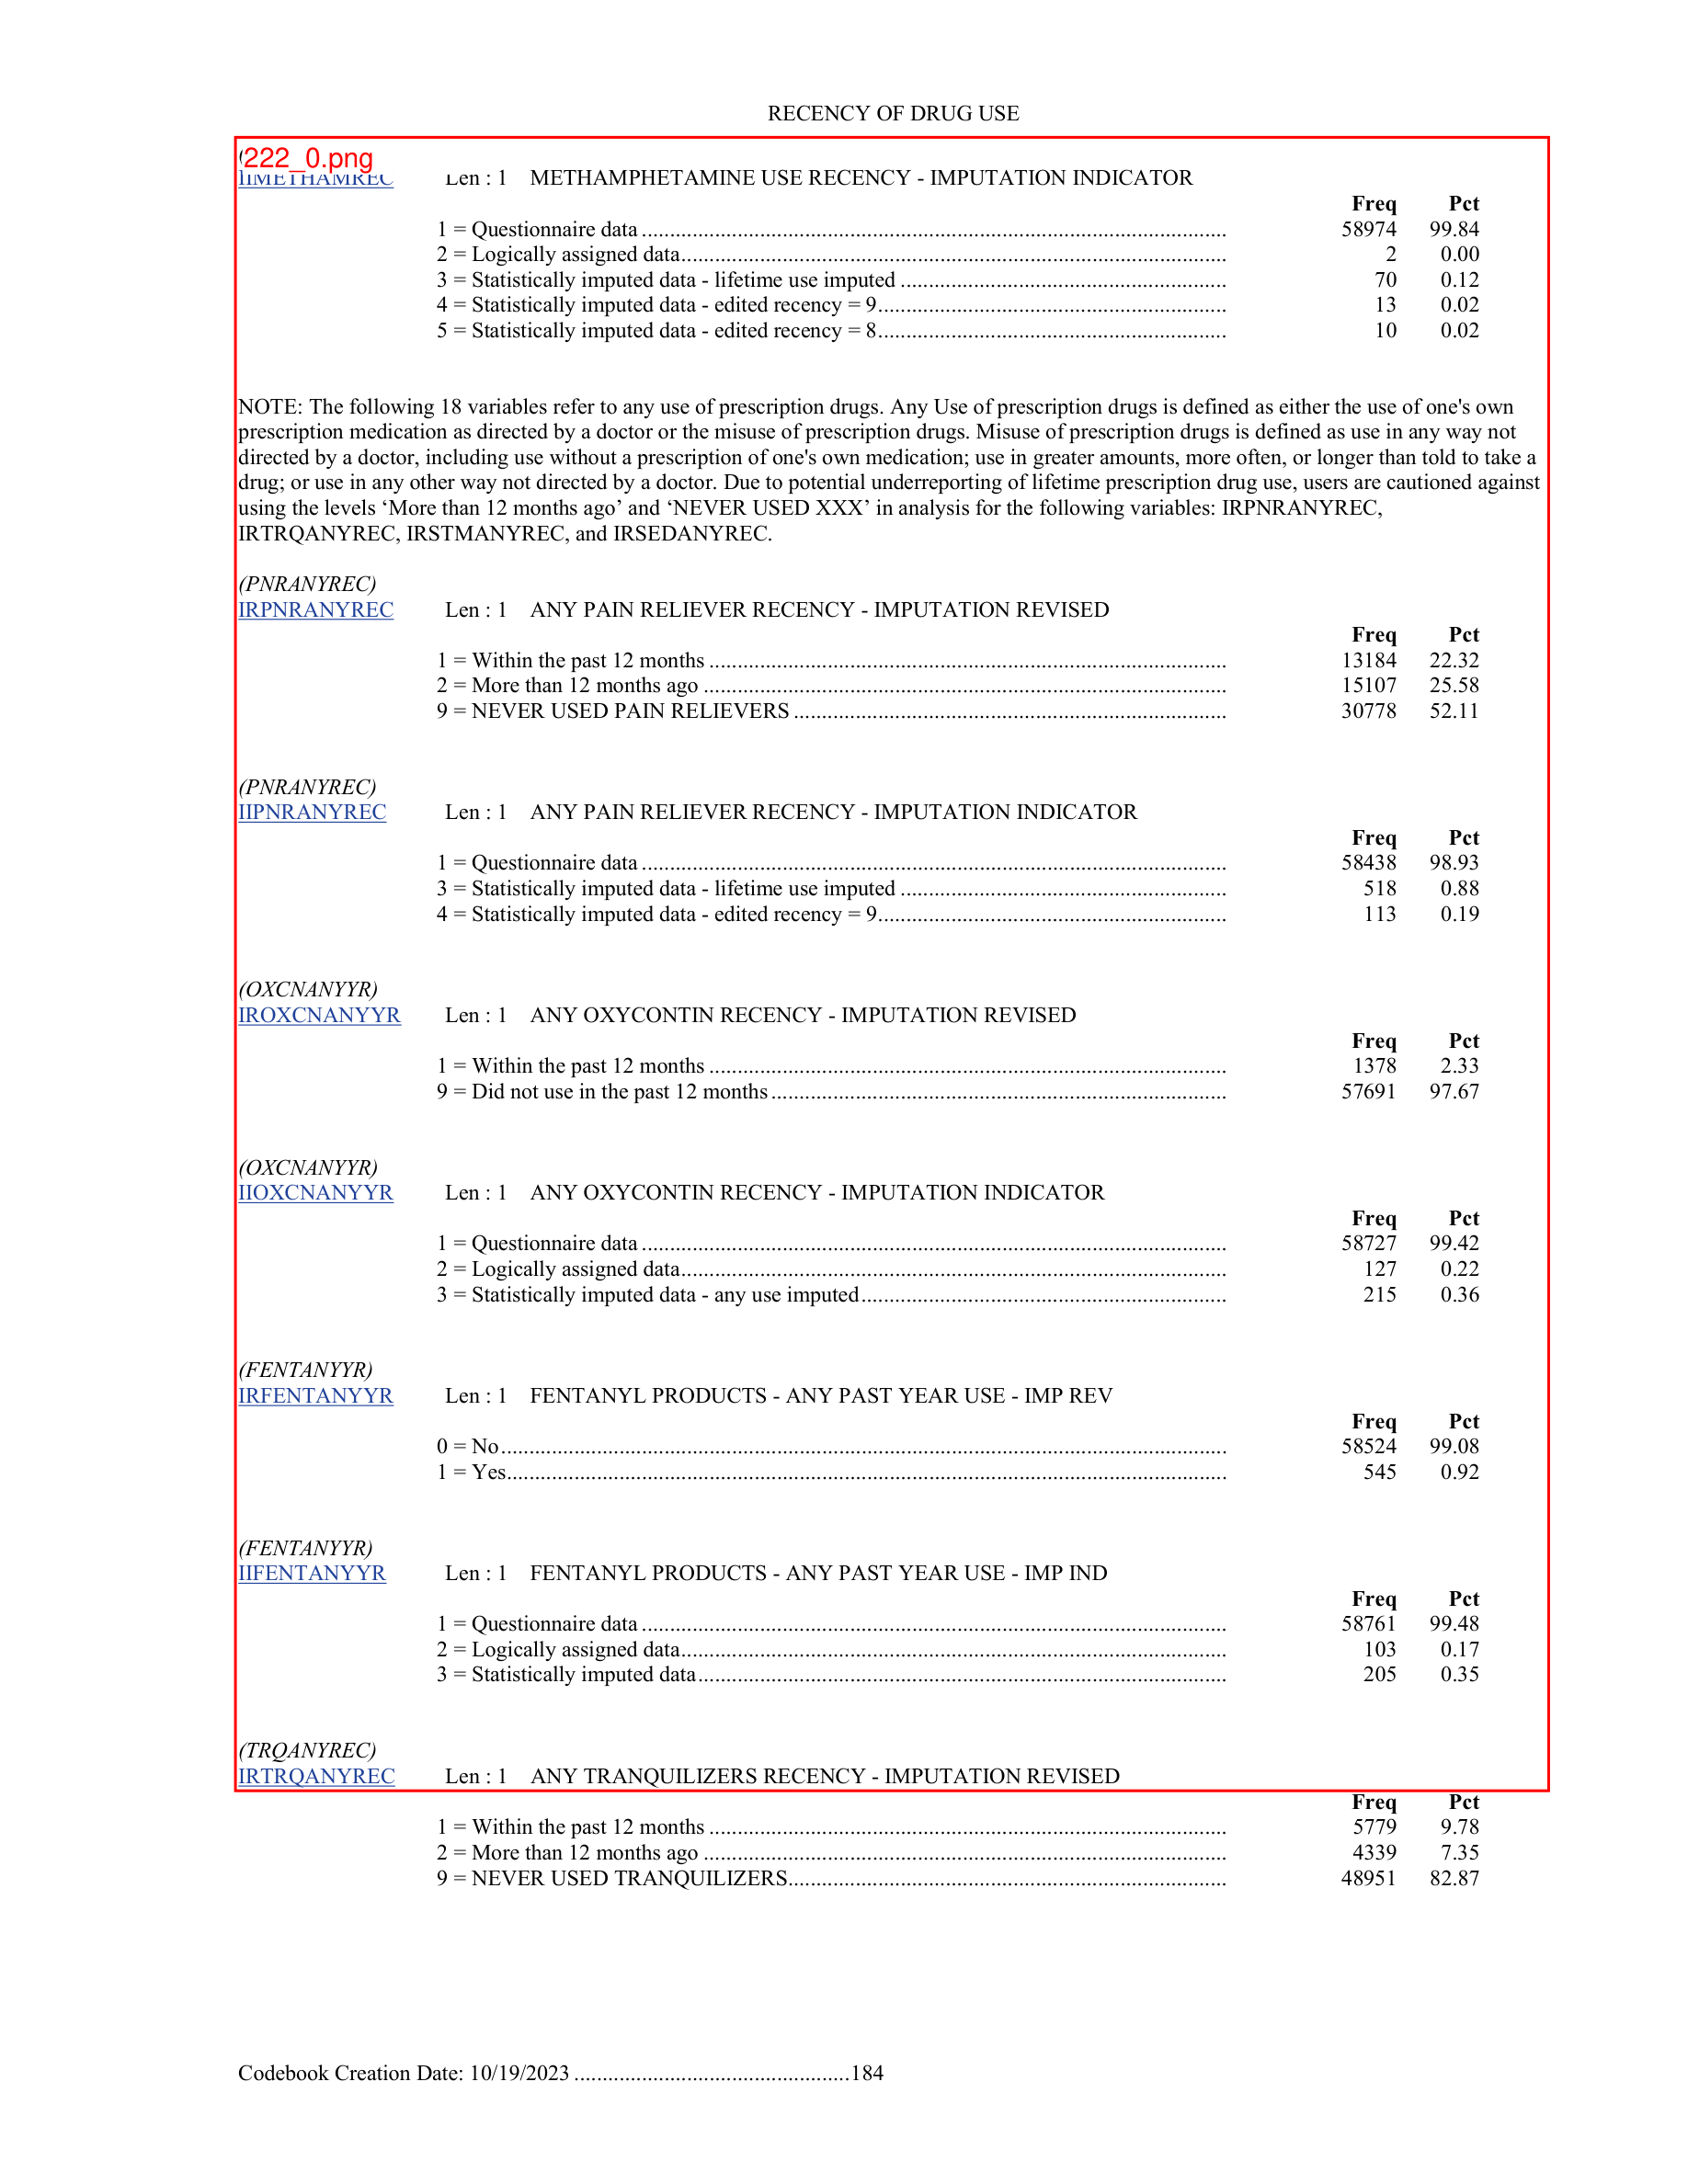 RECENCY OF DRUG USE
222_0.png
IIMETHAMREC Len : 1 METHAMPHETAMINE USE RECENCY - IMPUTATION INDICATOR
Freq Pct
1 = Questionnaire data 58974 99.84
2 = Logically assigned data 2 0.00
3 = Statistically imputed data - lifetime use imputed 70 0.12
4 = Statistically imputed data - edited recency = 9 13 0.02
5 = Statistically imputed data - edited recency = 8 10 0.02
NOTE: The following 18 variables refer to any use of prescription drugs. Any Use of prescription drugs is defined as either the use of one's own
prescription medication as directed by a doctor or the misuse of prescription drugs. Misuse of prescription drugs is defined as use in any way not
directed by a doctor, including use without a prescription of one's own medication; use in greater amounts, more often, or longer than told to take a
drug; or use in any other way not directed by a doctor. Due to potential underreporting of lifetime prescription drug use, users are cautioned against
using the levels ‘More than 12 months ago’ and ‘NEVER USED XXX’ in analysis for the following variables: IRPNRANYREC,
IRTRQANYREC, IRSTMANYREC, and IRSEDANYREC.
(PNRANYREC)
IRPNRANYREC Len : 1 ANY PAIN RELIEVER RECENCY - IMPUTATION REVISED
Freq Pct
1 = Within the past 12 months 13184 22.32
2 = More than 12 months ago 15107 25.58
9 = NEVER USED PAIN RELIEVERS 30778 52.11
(PNRANYREC)
IIPNRANYREC Len : 1 ANY PAIN RELIEVER RECENCY - IMPUTATION INDICATOR
Freq Pct
1 = Questionnaire data 58438 98.93
3 = Statistically imputed data - lifetime use imputed 518 0.88
4 = Statistically imputed data - edited recency = 9 113 0.19
(OXCNANYYR)
IROXCNANYYR Len : 1 ANY OXYCONTIN RECENCY - IMPUTATION REVISED
Freq Pct
1 = Within the past 12 months 1378 2.33
9 = Did not use in the past 12 months 57691 97.67
(OXCNANYYR)
IIOXCNANYYR Len : 1 ANY OXYCONTIN RECENCY - IMPUTATION INDICATOR
Freq Pct
1 = Questionnaire data 58727 99.42
2 = Logically assigned data 127 0.22
3 = Statistically imputed data - any use imputed 215 0.36
(FENTANYYR)
IRFENTANYYR Len : 1 FENTANYL PRODUCTS - ANY PAST YEAR USE - IMP REV
Freq Pct
0 = No 58524 99.08
1 = Yes 545 0.92
(FENTANYYR)
IIFENTANYYR Len : 1 FENTANYL PRODUCTS - ANY PAST YEAR USE - IMP IND
Freq Pct
1 = Questionnaire data 58761 99.48
2 = Logically assigned data 103 0.17
3 = Statistically imputed data 205 0.35
(TRQANYREC)
IRTRQANYREC Len : 1 ANY TRANQUILIZERS RECENCY - IMPUTATION REVISED
Freq Pct
1 = Within the past 12 months 5779 9.78
2 = More than 12 months ago 4339 7.35
9 = NEVER USED TRANQUILIZERS 48951 82.87
Codebook Creation Date: 10/19/2023 184